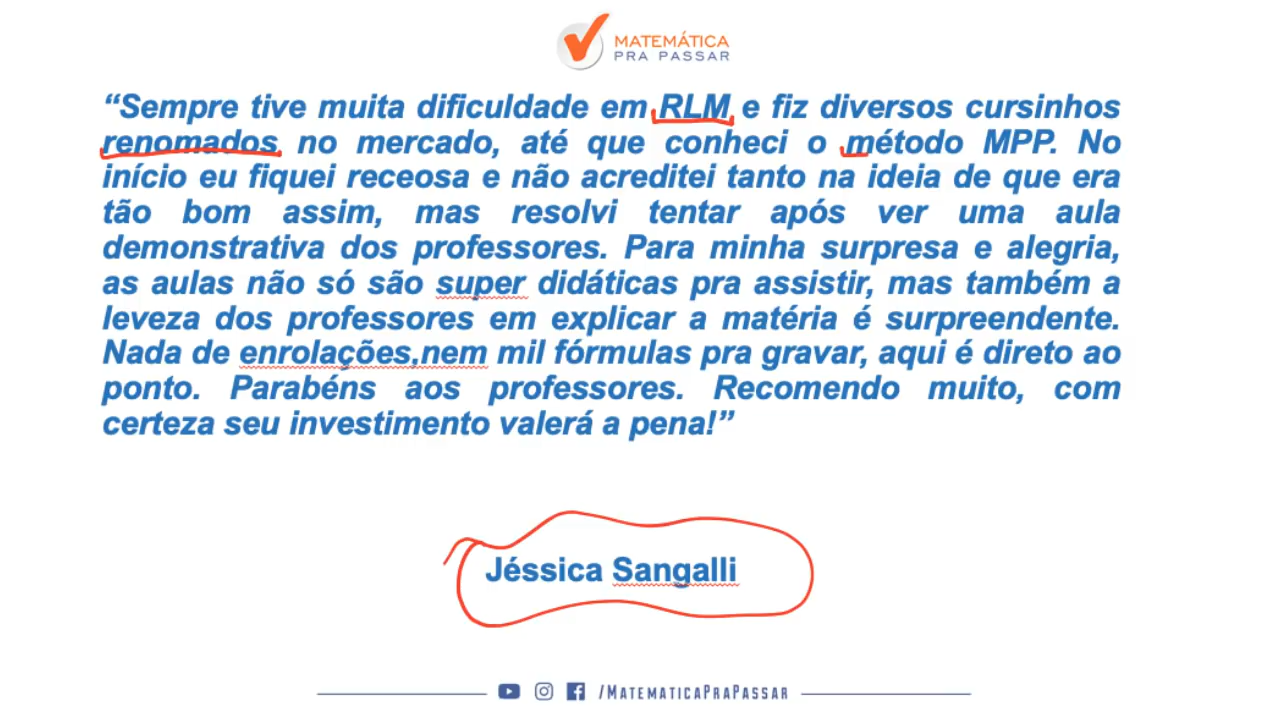 MATEMÁTICA
PRA PASSAR
“Sempre tive muita dificuldade em RLM e fiz diversos cursinhos
renomados no mercado, até que conheci o método MPP. No
início eu fiquei receosa e não acreditei tanto na ideia de que era
tão bom assim, mas resolvi tentar após ver uma aula
demonstrativa dos professores. Para minha surpresa e alegria,
as aulas não só são super didáticas pra assistir, mas também a
leveza dos professores em explicar a matéria é surpreendente.
Nada de enrolações,nem mil fórmulas pra gravar, aqui é direto ao
ponto. Parabéns aos professores. Recomendo muito, com
certeza seu investimento valerá a pena!”
Jéssica Sangalli
/MATEMATICAPRAPASSAR